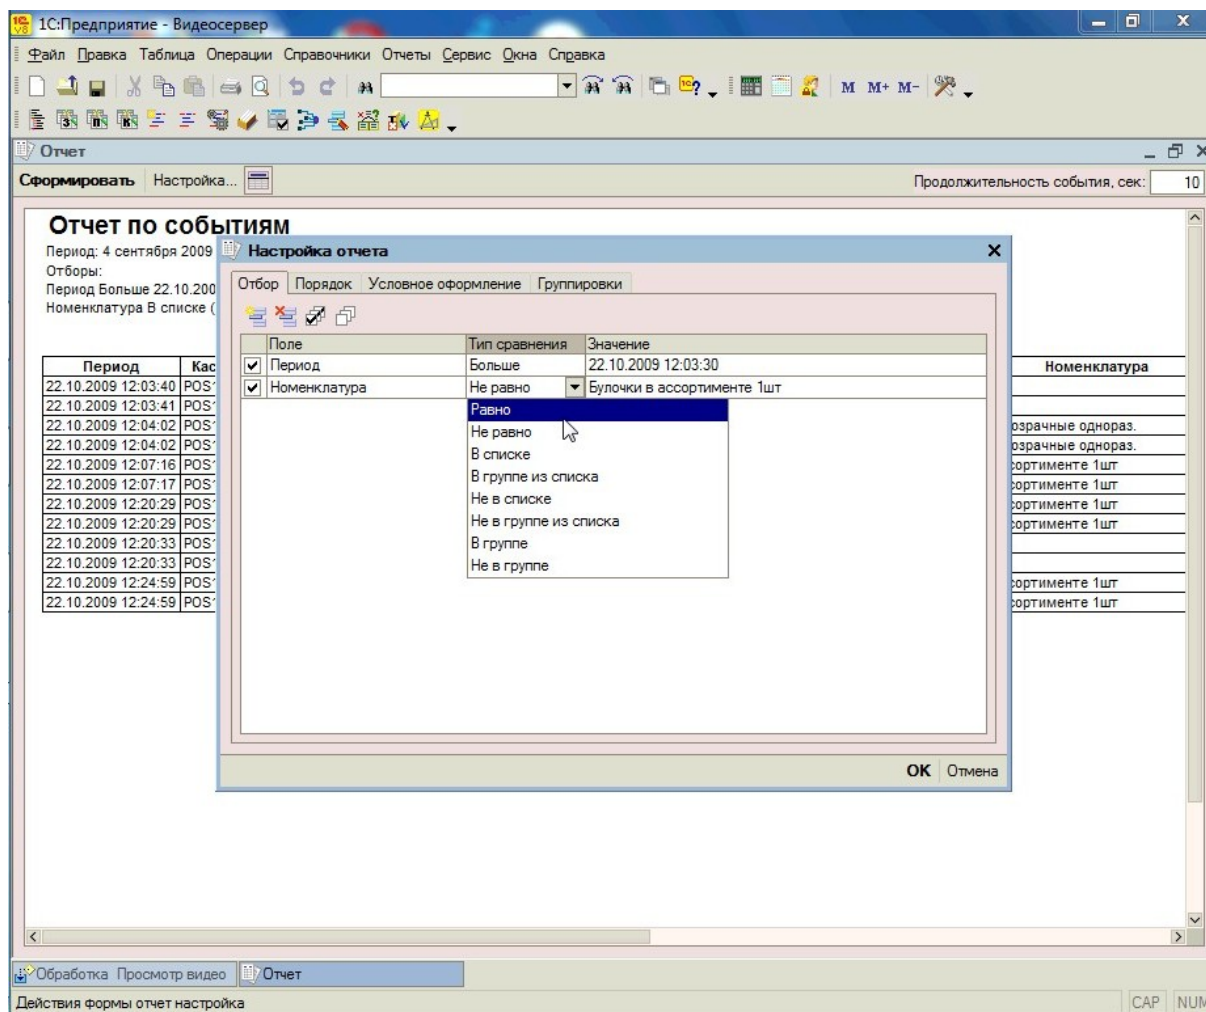 1С:Предприятие - Видеосервер
Файл Правка Таблица Операции Справочники Отчеты Сервис Окна Справка
M M+ M-
Отчет
Сформировать Настройка... Продолжительность события, сек: 10
Отчет по событиям
Период: 4 сентября 2009
Отборы:
Период Больше 22.10.200
Номенклатура В списке (
Настройка отчета
Отбор Порядок Условное оформление Группировки
Поле Тип сравнения Значение
Период Больше 22.10.2009 12:03:30
Номенклатура Не равно Булочки в ассортименте 1шт
Равно
Не равно
В списке
В группе из списка
Не в списке
Не в группе из списка
В группе
Не в группе
OK Отмена
Период Кас Номенклатура
22.10.2009 12:03:40 POS
22.10.2009 12:03:41 POS
22.10.2009 12:04:02 POS озрачные однораз.
22.10.2009 12:04:02 POS озрачные однораз.
22.10.2009 12:07:16 POS сортименте 1шт
22.10.2009 12:07:17 POS сортименте 1шт
22.10.2009 12:20:29 POS сортименте 1шт
22.10.2009 12:20:29 POS сортименте 1шт
22.10.2009 12:20:33 POS
22.10.2009 12:20:33 POS
22.10.2009 12:24:59 POS сортименте 1шт
22.10.2009 12:24:59 POS сортименте 1шт
Обработка Просмотр видео Отчет
Действия формы отчет настройка CAP NUM